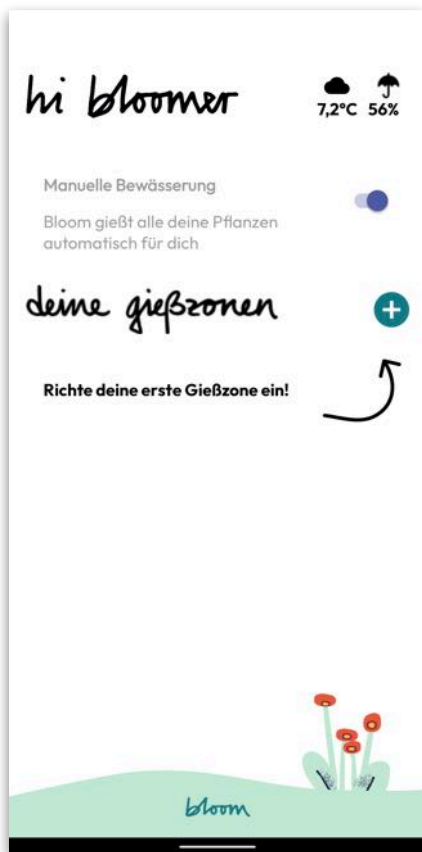 hi bloomer
7,2°C 56%
Manuelle Bewässerung
Bloom gießt alle deine Pflanzen
automatisch für dich
deine gießzonen
Richte deine erste Gießzone ein!
bloom